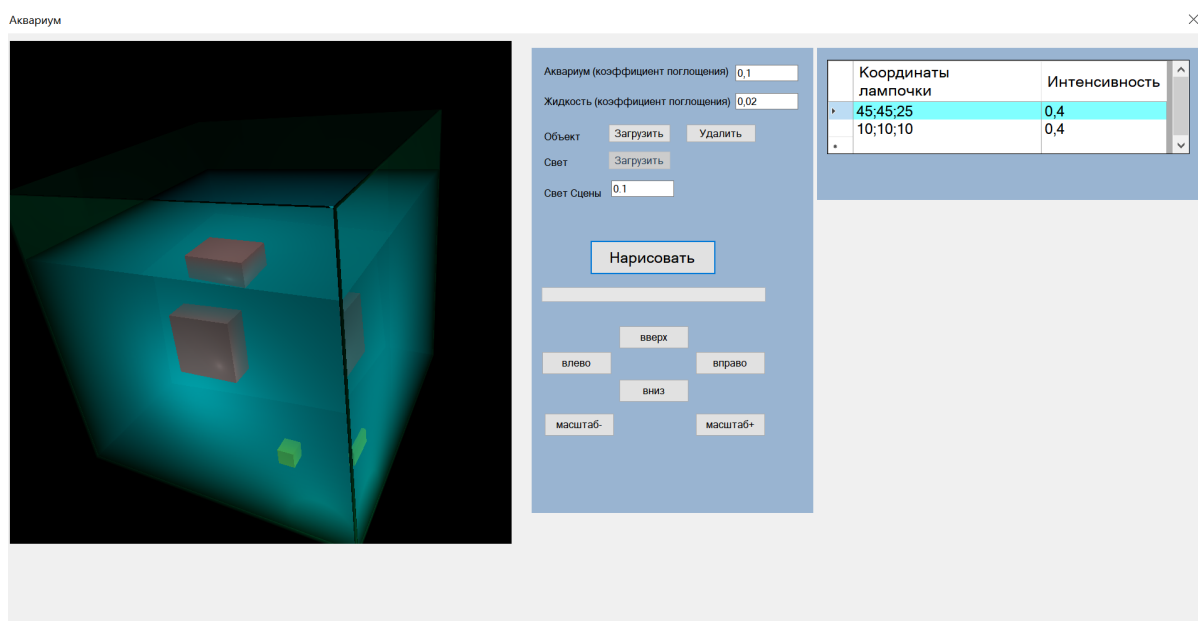 Аквариум
Аквариум (коэффициент поглощения) 0,1
Жидкость (коэффициент поглощения) 0,02
Объект Загрузить Удалить
Свет Загрузить
Свет Сцены 0.1
Нарисовать
вверх
влево вправо
вниз
масштаб- масштаб+
Координаты
лампочки Интенсивность
45;45;25 0,4
10;10;10 0,4